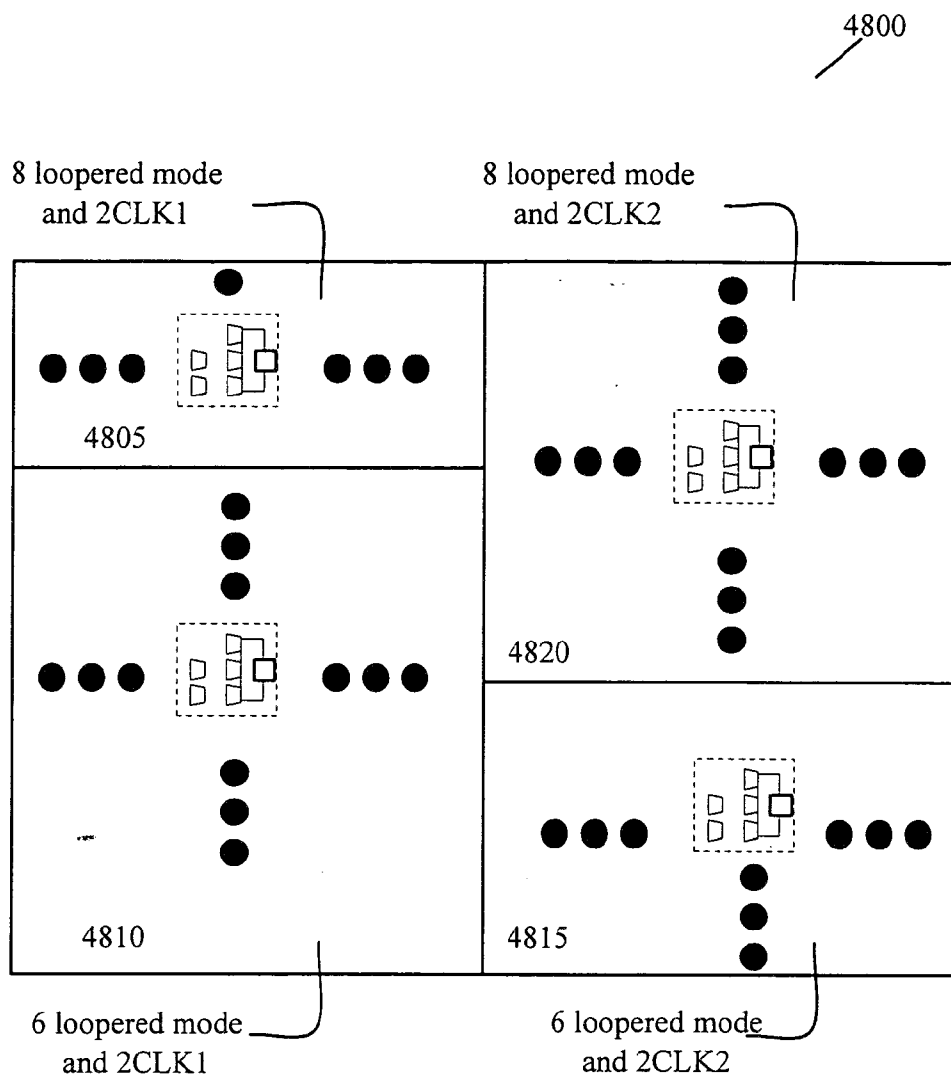 4800
8 loopered mode
and 2CLK1
8 loopered mode
and 2CLK2
4805
4820
4810
4815
6 loopered mode
and 2CLK1
6 loopered mode
and 2CLK2